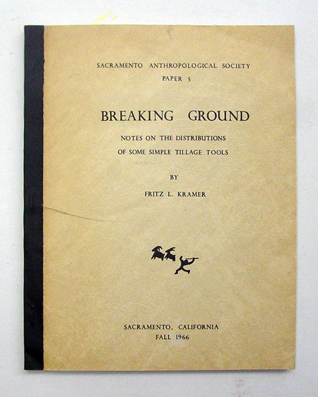 SACRAMENTO ANTHROPOLOGICAL SOCIETY
PAPER 5
BREAKING GROUND
NOTES ON THE DISTRIBUTIONS
OF SOME SIMPLE TILLAGE TOOLS
BY
FRITZ L. KRAMER
SACRAMENTO, CALIFORNIA
FALL 1966